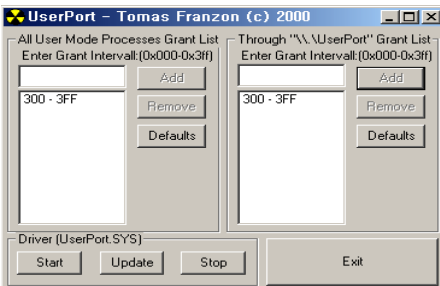 UserPort - Tomas Franzon (c) 2000
All User Mode Processes Grant List
Enter Grant Intervall:(0x000-0x3ff)
Add
300 - 3FF
Remove
Defaults
Through "\\.\UserPort" Grant List
Enter Grant Intervall:(0x000-0x3ff)
Add
300 - 3FF
Remove
Defaults
Driver (UserPort.SYS)
Start
Update
Stop
Exit